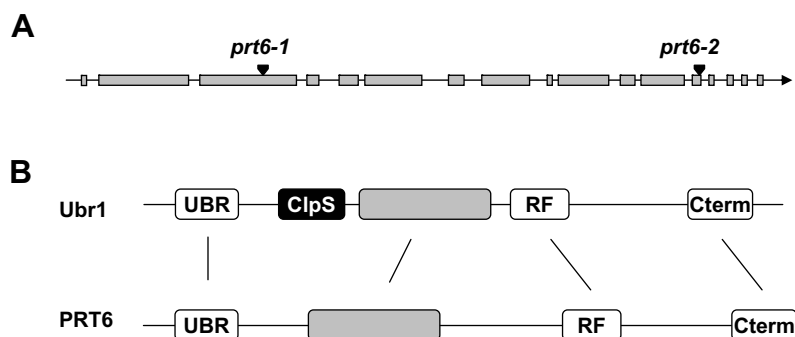 A
prt6-1 prt6-2
B
Ubr1 UBR ClpS RF Cterm
PRT6 UBR RF Cterm